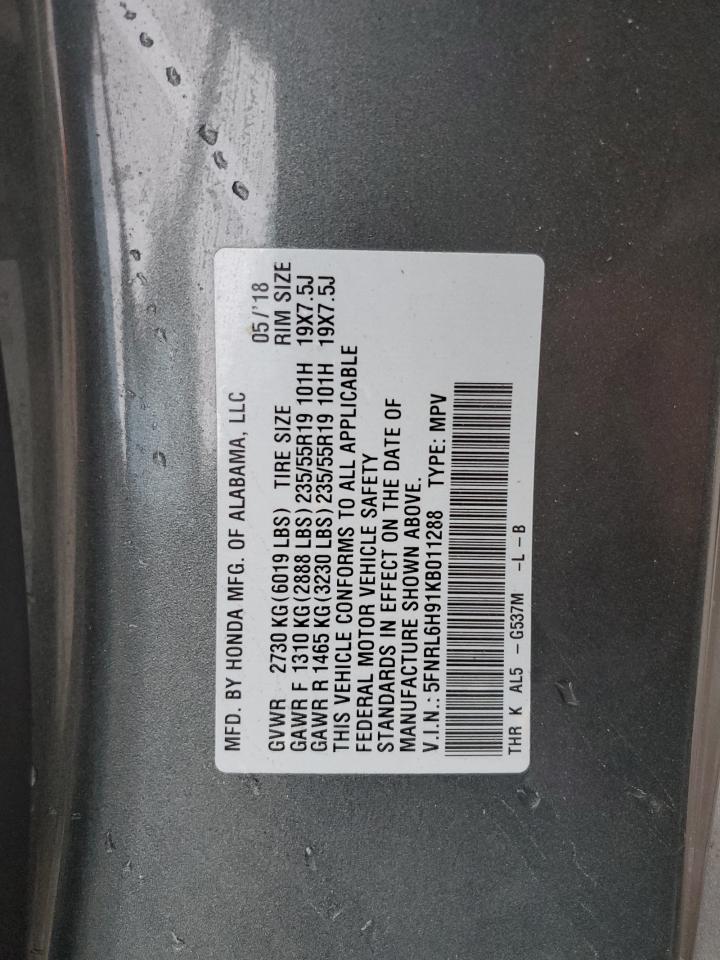 MFD. BY HONDA MFG. OF ALABAMA, LLC
05/'18
GVWR 2730 KG(6019 LBS) TIRE SIZE RIM SIZE
GAWR F 1310 KG(2888 LBS)235/55R19 101H 19X7.5J
GAWR R 1465 KG(3230 LBS)235/55R19 101H 19X7.5J
THIS VEHICLE CONFORMS TO ALL APPLICABLE
FEDERAL MOTOR VEHICLE SAFETY
STANDARDS IN EFFECT ON THE DATE OF
MANUFACTURE SHOWN ABOVE.
V.I.N.: 5FNRL6H91KB011288 TYPE: MPV
THR K AL5 - G537M -L-B